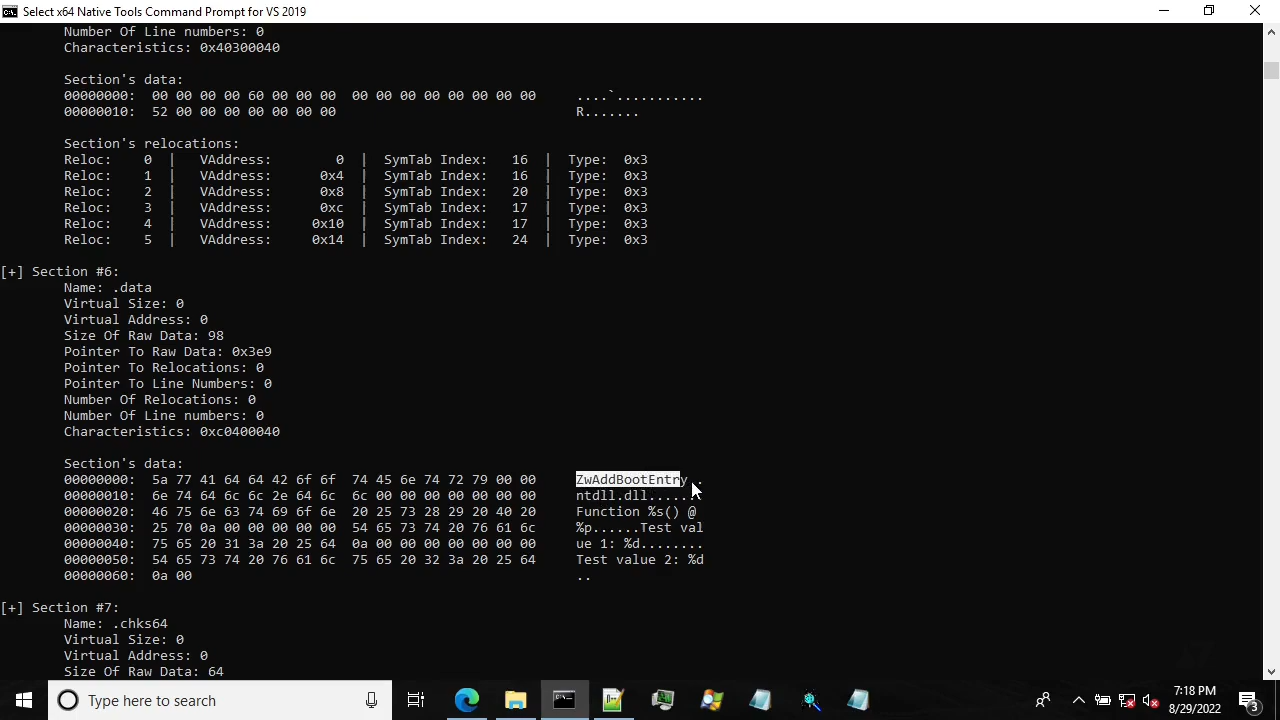 Select x64 Native Tools Command Prompt for VS 2019
Number Of Line numbers: 0
Characteristics: 0x40300040
Section's data:
00000000: 00 00 00 00 60 00 00 00 00 00 00 00 00 00 00 00 ....`...........
00000010: 52 00 00 00 00 00 00 00 R.......
Section's relocations:
Reloc: 0 | VAddress: 0 | SymTab Index: 16 | Type: 0x3
Reloc: 1 | VAddress: 0x4 | SymTab Index: 16 | Type: 0x3
Reloc: 2 | VAddress: 0x8 | SymTab Index: 20 | Type: 0x3
Reloc: 3 | VAddress: 0xc | SymTab Index: 17 | Type: 0x3
Reloc: 4 | VAddress: 0x10 | SymTab Index: 17 | Type: 0x3
Reloc: 5 | VAddress: 0x14 | SymTab Index: 24 | Type: 0x3
[+] Section #6:
Name: .data
Virtual Size: 0
Virtual Address: 0
Size Of Raw Data: 98
Pointer To Raw Data: 0x3e9
Pointer To Relocations: 0
Pointer To Line Numbers: 0
Number Of Relocations: 0
Number Of Line numbers: 0
Characteristics: 0xc0400040
Section's data:
00000000: 5a 77 41 64 64 42 6f 6f 74 45 6e 74 72 79 00 00 ZwAddBootEntry..
00000010: 6e 74 64 6c 6c 2e 64 6c 6c 00 00 00 00 00 00 00 ntdll.dll.......
00000020: 46 75 6e 63 74 69 6f 6e 20 25 73 28 29 20 40 20 Function %s() @
00000030: 25 70 0a 00 00 00 00 00 54 65 73 74 20 76 61 6c %p......Test val
00000040: 75 65 20 31 3a 20 25 64 0a 00 00 00 00 00 00 00 ue 1: %d........
00000050: 54 65 73 74 20 76 61 6c 75 65 20 32 3a 20 25 64 Test value 2: %d
00000060: 0a 00 ..
[+] Section #7:
Name: .chks64
Virtual Size: 0
Virtual Address: 0
Size Of Raw Data: 64
Type here to search
7:18 PM
8/29/2022
3